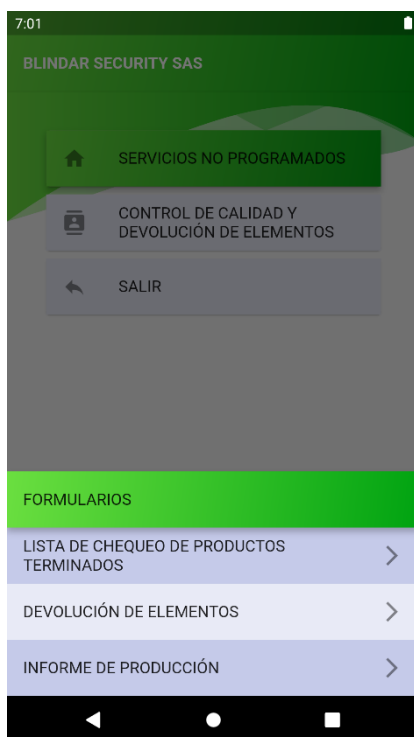 7:01
BLINDAR SECURITY SAS
SERVICIOS NO PROGRAMADOS
CONTROL DE CALIDAD Y
DEVOLUCIÓN DE ELEMENTOS
SALIR
FORMULARIOS
LISTA DE CHEQUEO DE PRODUCTOS
TERMINADOS
DEVOLUCIÓN DE ELEMENTOS
INFORME DE PRODUCCIÓN